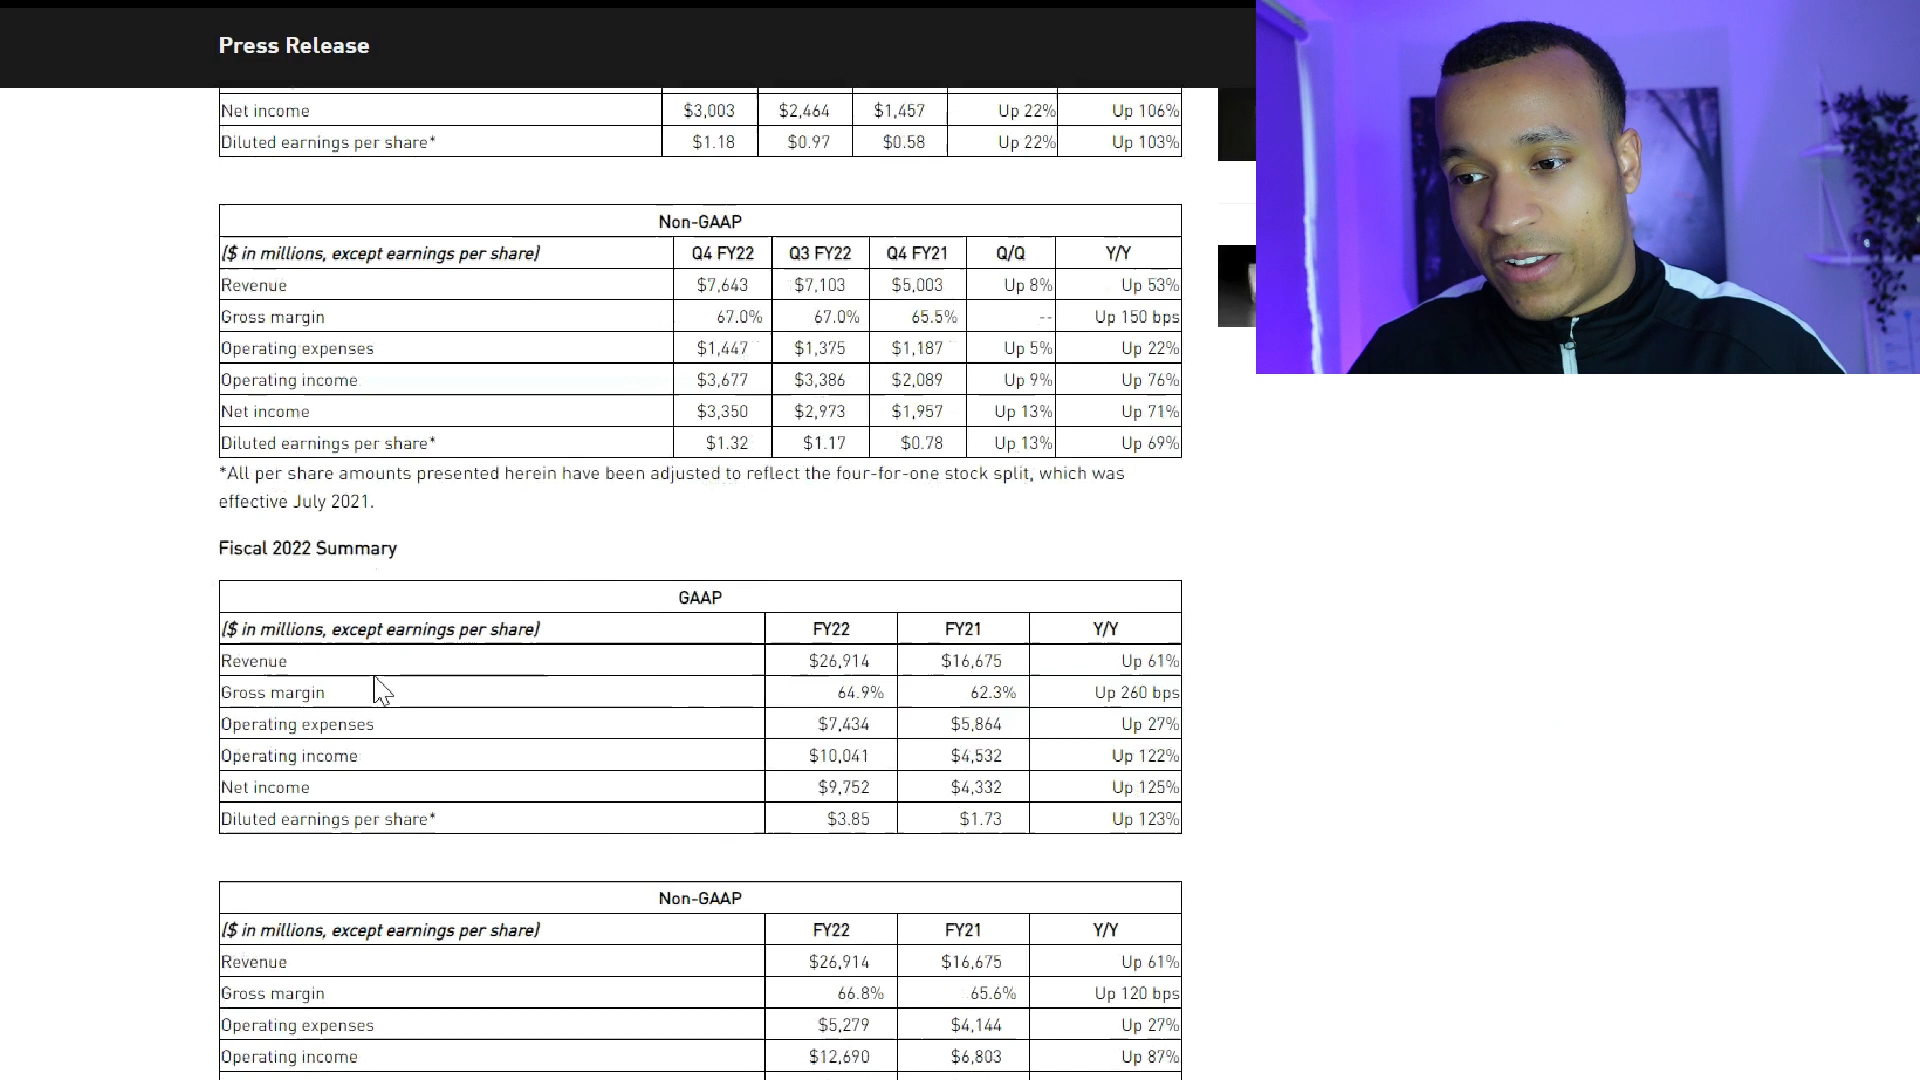 Press Release
Net income $3,003 $2,464 $1,457 Up 22% Up 106%
Diluted earnings per share* $1.18 $0.97 $0.58 Up 22% Up 103%
Non-GAAP
($ in millions, except earnings per share) Q4 FY22 Q3 FY22 Q4 FY21 Q/Q Y/Y
Revenue $7,643 $7,103 $5,003 Up 8% Up 53%
Gross margin 67.0% 67.0% 65.5% -- Up 150 bps
Operating expenses $1,447 $1,375 $1,187 Up 5% Up 22%
Operating income $3,677 $3,386 $2,089 Up 9% Up 76%
Net income $3,350 $2,973 $1,957 Up 13% Up 71%
Diluted earnings per share* $1.32 $1.17 $0.78 Up 13% Up 69%
*All per share amounts presented herein have been adjusted to reflect the four-for-one stock split, which was
effective July 2021.
Fiscal 2022 Summary
GAAP
($ in millions, except earnings per share) FY22 FY21 Y/Y
Revenue $26,914 $16,675 Up 61%
Gross margin 64.9% 62.3% Up 260 bps
Operating expenses $7,434 $5,864 Up 27%
Operating income $10,041 $4,532 Up 122%
Net income $9,752 $4,332 Up 125%
Diluted earnings per share* $3.85 $1.73 Up 123%
Non-GAAP
($ in millions, except earnings per share) FY22 FY21 Y/Y
Revenue $26,914 $16,675 Up 61%
Gross margin 66.8% 65.6% Up 120 bps
Operating expenses $5,279 $4,144 Up 27%
Operating income $12,690 $6,803 Up 87%